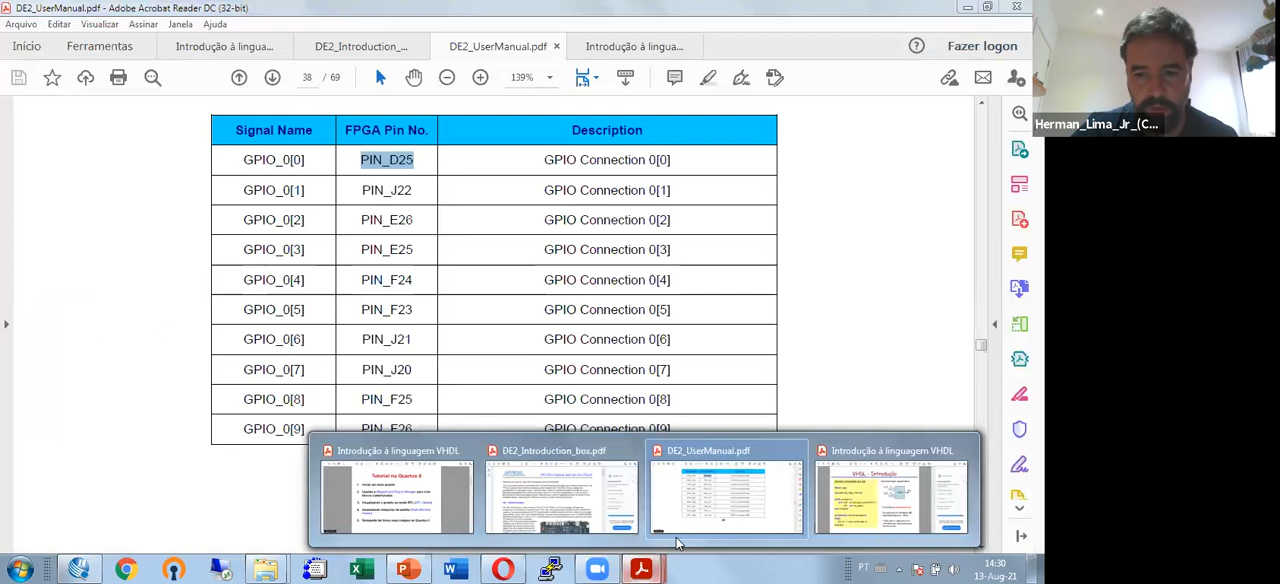 DE2_UserManual.pdf - Adobe Acrobat Reader DC (32-bit)
Arquivo Editar Visualizar Assinar Janela Ajuda
Início Ferramentas Introdução à lingua... DE2_Introduction_... DE2_UserManual.pdf × Introdução à lingua... Fazer logon
38 / 69 139%
Signal Name FPGA Pin No. Description
GPIO_0[0] PIN_D25 GPIO Connection 0[0]
GPIO_0[1] PIN_J22 GPIO Connection 0[1]
GPIO_0[2] PIN_E26 GPIO Connection 0[2]
GPIO_0[3] PIN_E25 GPIO Connection 0[3]
GPIO_0[4] PIN_F24 GPIO Connection 0[4]
GPIO_0[5] PIN_F23 GPIO Connection 0[5]
GPIO_0[6] PIN_J21 GPIO Connection 0[6]
GPIO_0[7] PIN_J20 GPIO Connection 0[7]
GPIO_0[8] PIN_F25 GPIO Connection 0[8]
GPIO_0[9] PIN_F26 GPIO Connection 0[9]
Herman_Lima_Jr_(C...
Introdução à linguagem VHDL DE2_Introduction_box.pdf DE2_UserManual.pdf Introdução à linguagem VHDL
Tutorial no Quartus II
VHDL - Introdução
PT 14:30
13-Aug-21